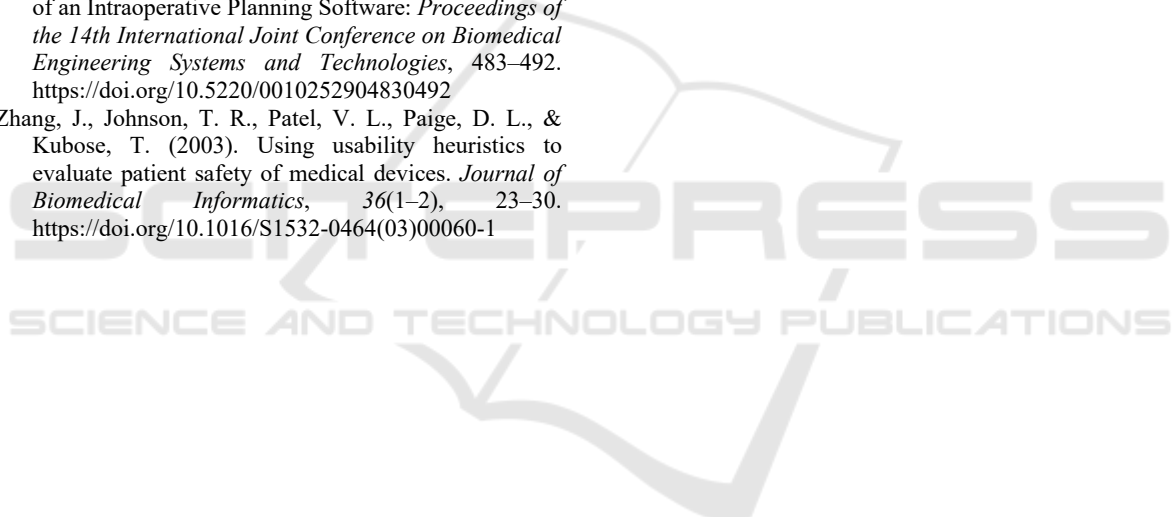 of an Intraoperative Planning Software: Proceedings of
the 14th International Joint Conference on Biomedical
Engineering Systems and Technologies, 483–492.
https://doi.org/10.5220/0010252904830492
Zhang, J., Johnson, T. R., Patel, V. L., Paige, D. L., &
Kubose, T. (2003). Using usability heuristics to
evaluate patient safety of medical devices. Journal of
Biomedical Informatics, 36(1–2), 23–30.
https://doi.org/10.1016/S1532-0464(03)00060-1
SCITEPRESS
SCIENCE AND TECHNOLOGY PUBLICATIONS